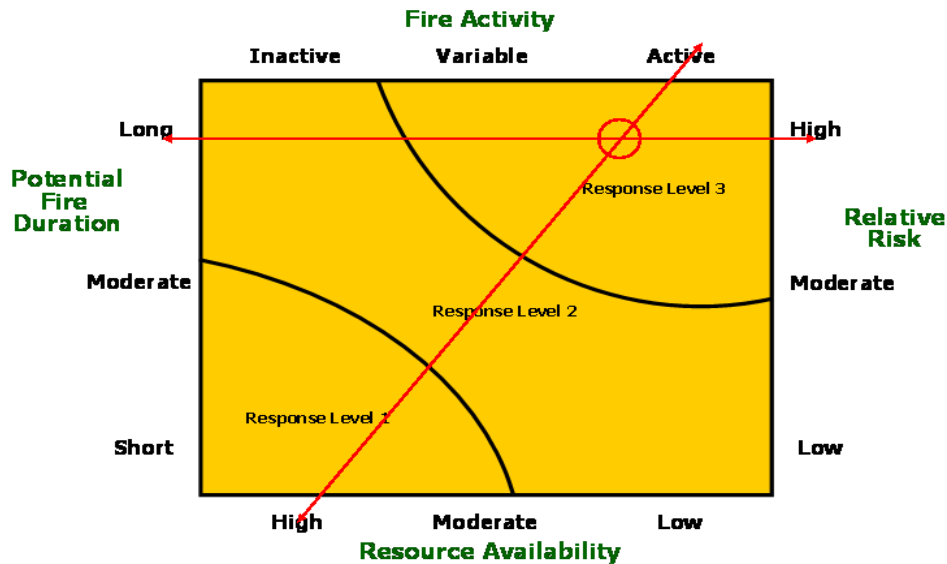 Fire Activity
Inactive Variable Active
Long High
Response Level 3
Potential
Fire
Duration
Relative
Risk
Moderate Moderate
Response Level 2
Response Level 1
Short Low
High Moderate Low
Resource Availability